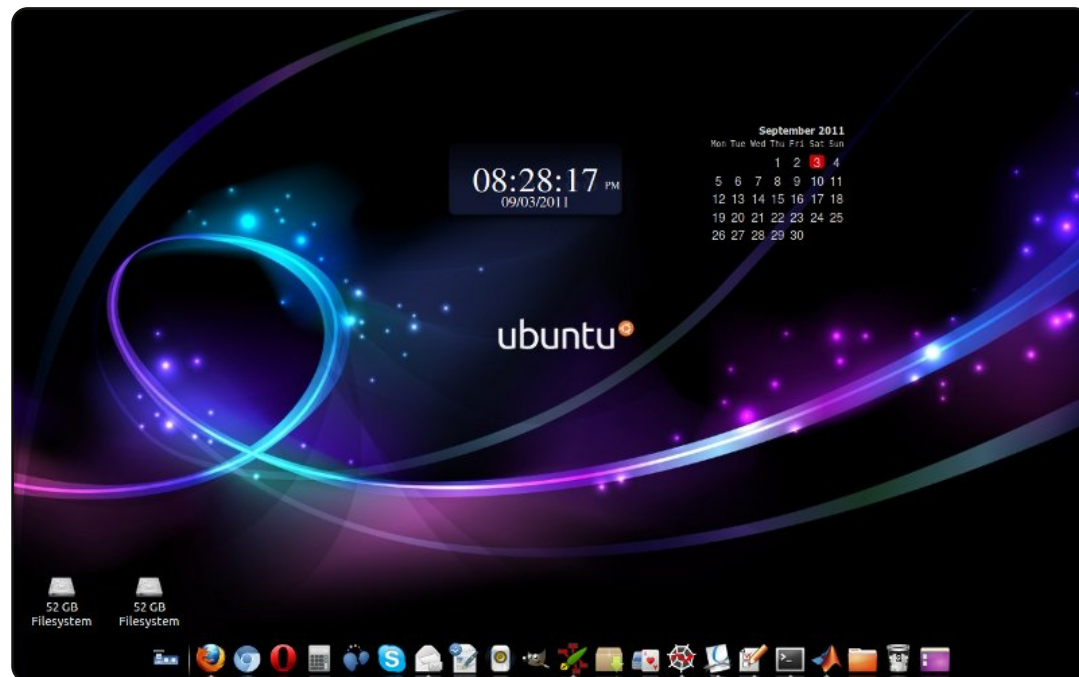 September 2011
Mon Tue Wed Thu Fri Sat Sun
1 2 3 4
5 6 7 8 9 10 11
12 13 14 15 16 17 18
19 20 21 22 23 24 25
26 27 28 29 30
08:28:17 PM
09/03/2011
ubuntu
52 GB
Filesystem
52 GB
Filesystem